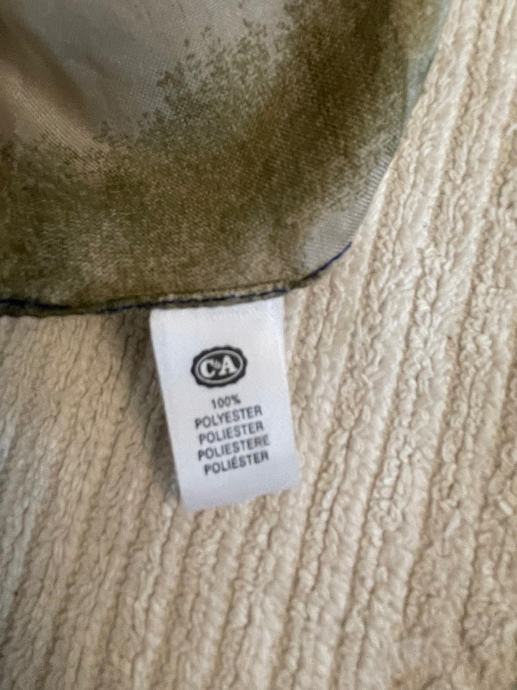 C&A
100%
POLYESTER
POLIESTER
POLIESTERE
POLIÉSTER